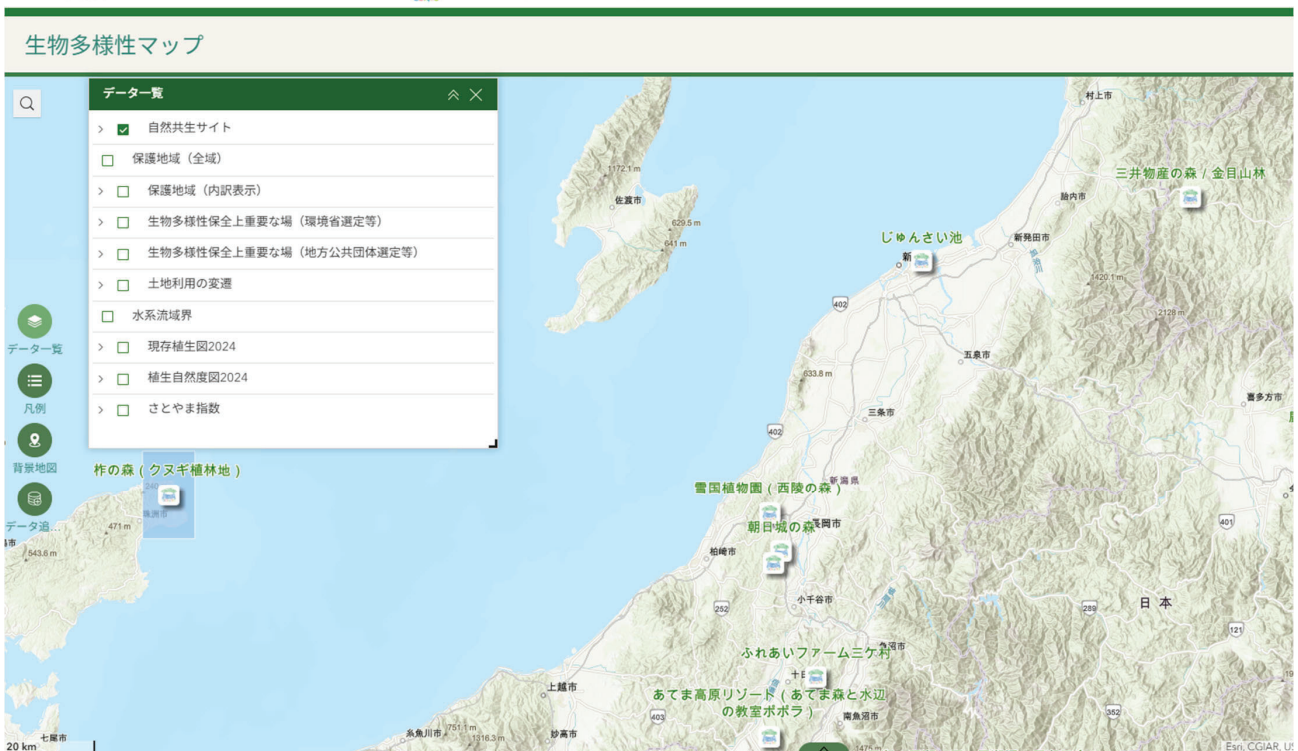 生物多様性マップ
データ一覧
自然共生サイト
保護地域（全域）
保護地域（内訳表示）
生物多様性保全上重要な場（環境省選定等）
生物多様性保全上重要な場（地方公共団体選定等）
土地利用の変遷
水系流域界
現存植生図2024
植生自然度図2024
さとやま指数
データ一覧
凡例
背景地図
データ追...
村上市
三井物産の森 / 金目山林
胎内市
1172.1 m
佐渡市
629.5 m
641 m
じゅんさい池
新発田市
新
1420.1 m
402
2128 m
五泉市
633.8 m
喜多方市
三条市
402
柞の森（クヌギ植林地）
240
珠洲市
471 m
543.6 m
雪国植物園（西陵の森）
新潟県
朝日城の森
長岡市
401
柏崎市
小千谷市
252
289
日本
121
ふれあいファーム三ケ村
魚沼市
十日
上越市
あてま高原リゾート（あてま森と水辺
の教室ポポラ）
403
南魚沼市
352
七尾市
糸魚川市
751.1 m
1316.3 m
妙高市
1475 m
20 km
Esri, CGIAR, US